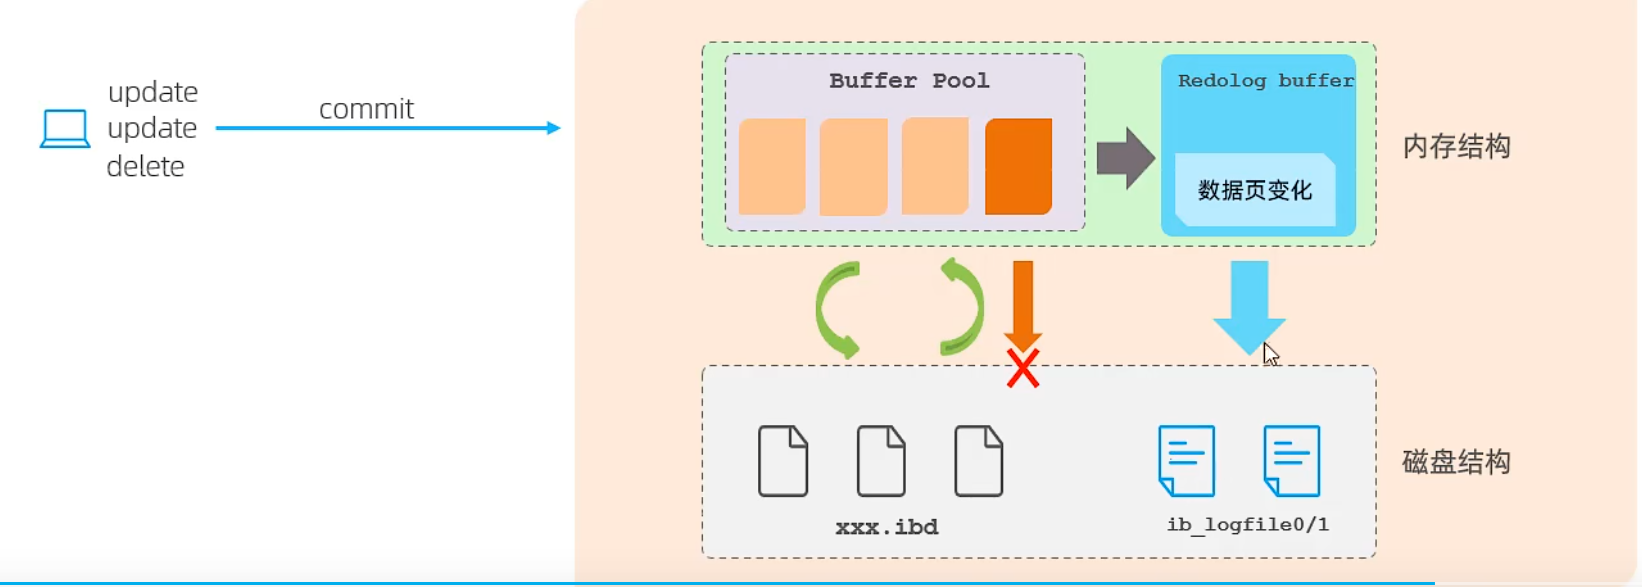 update
update
delete
commit
Buffer Pool
Redolog buffer
数据页变化
内存结构
xxx.ibd
ib_logfile0/1
磁盘结构